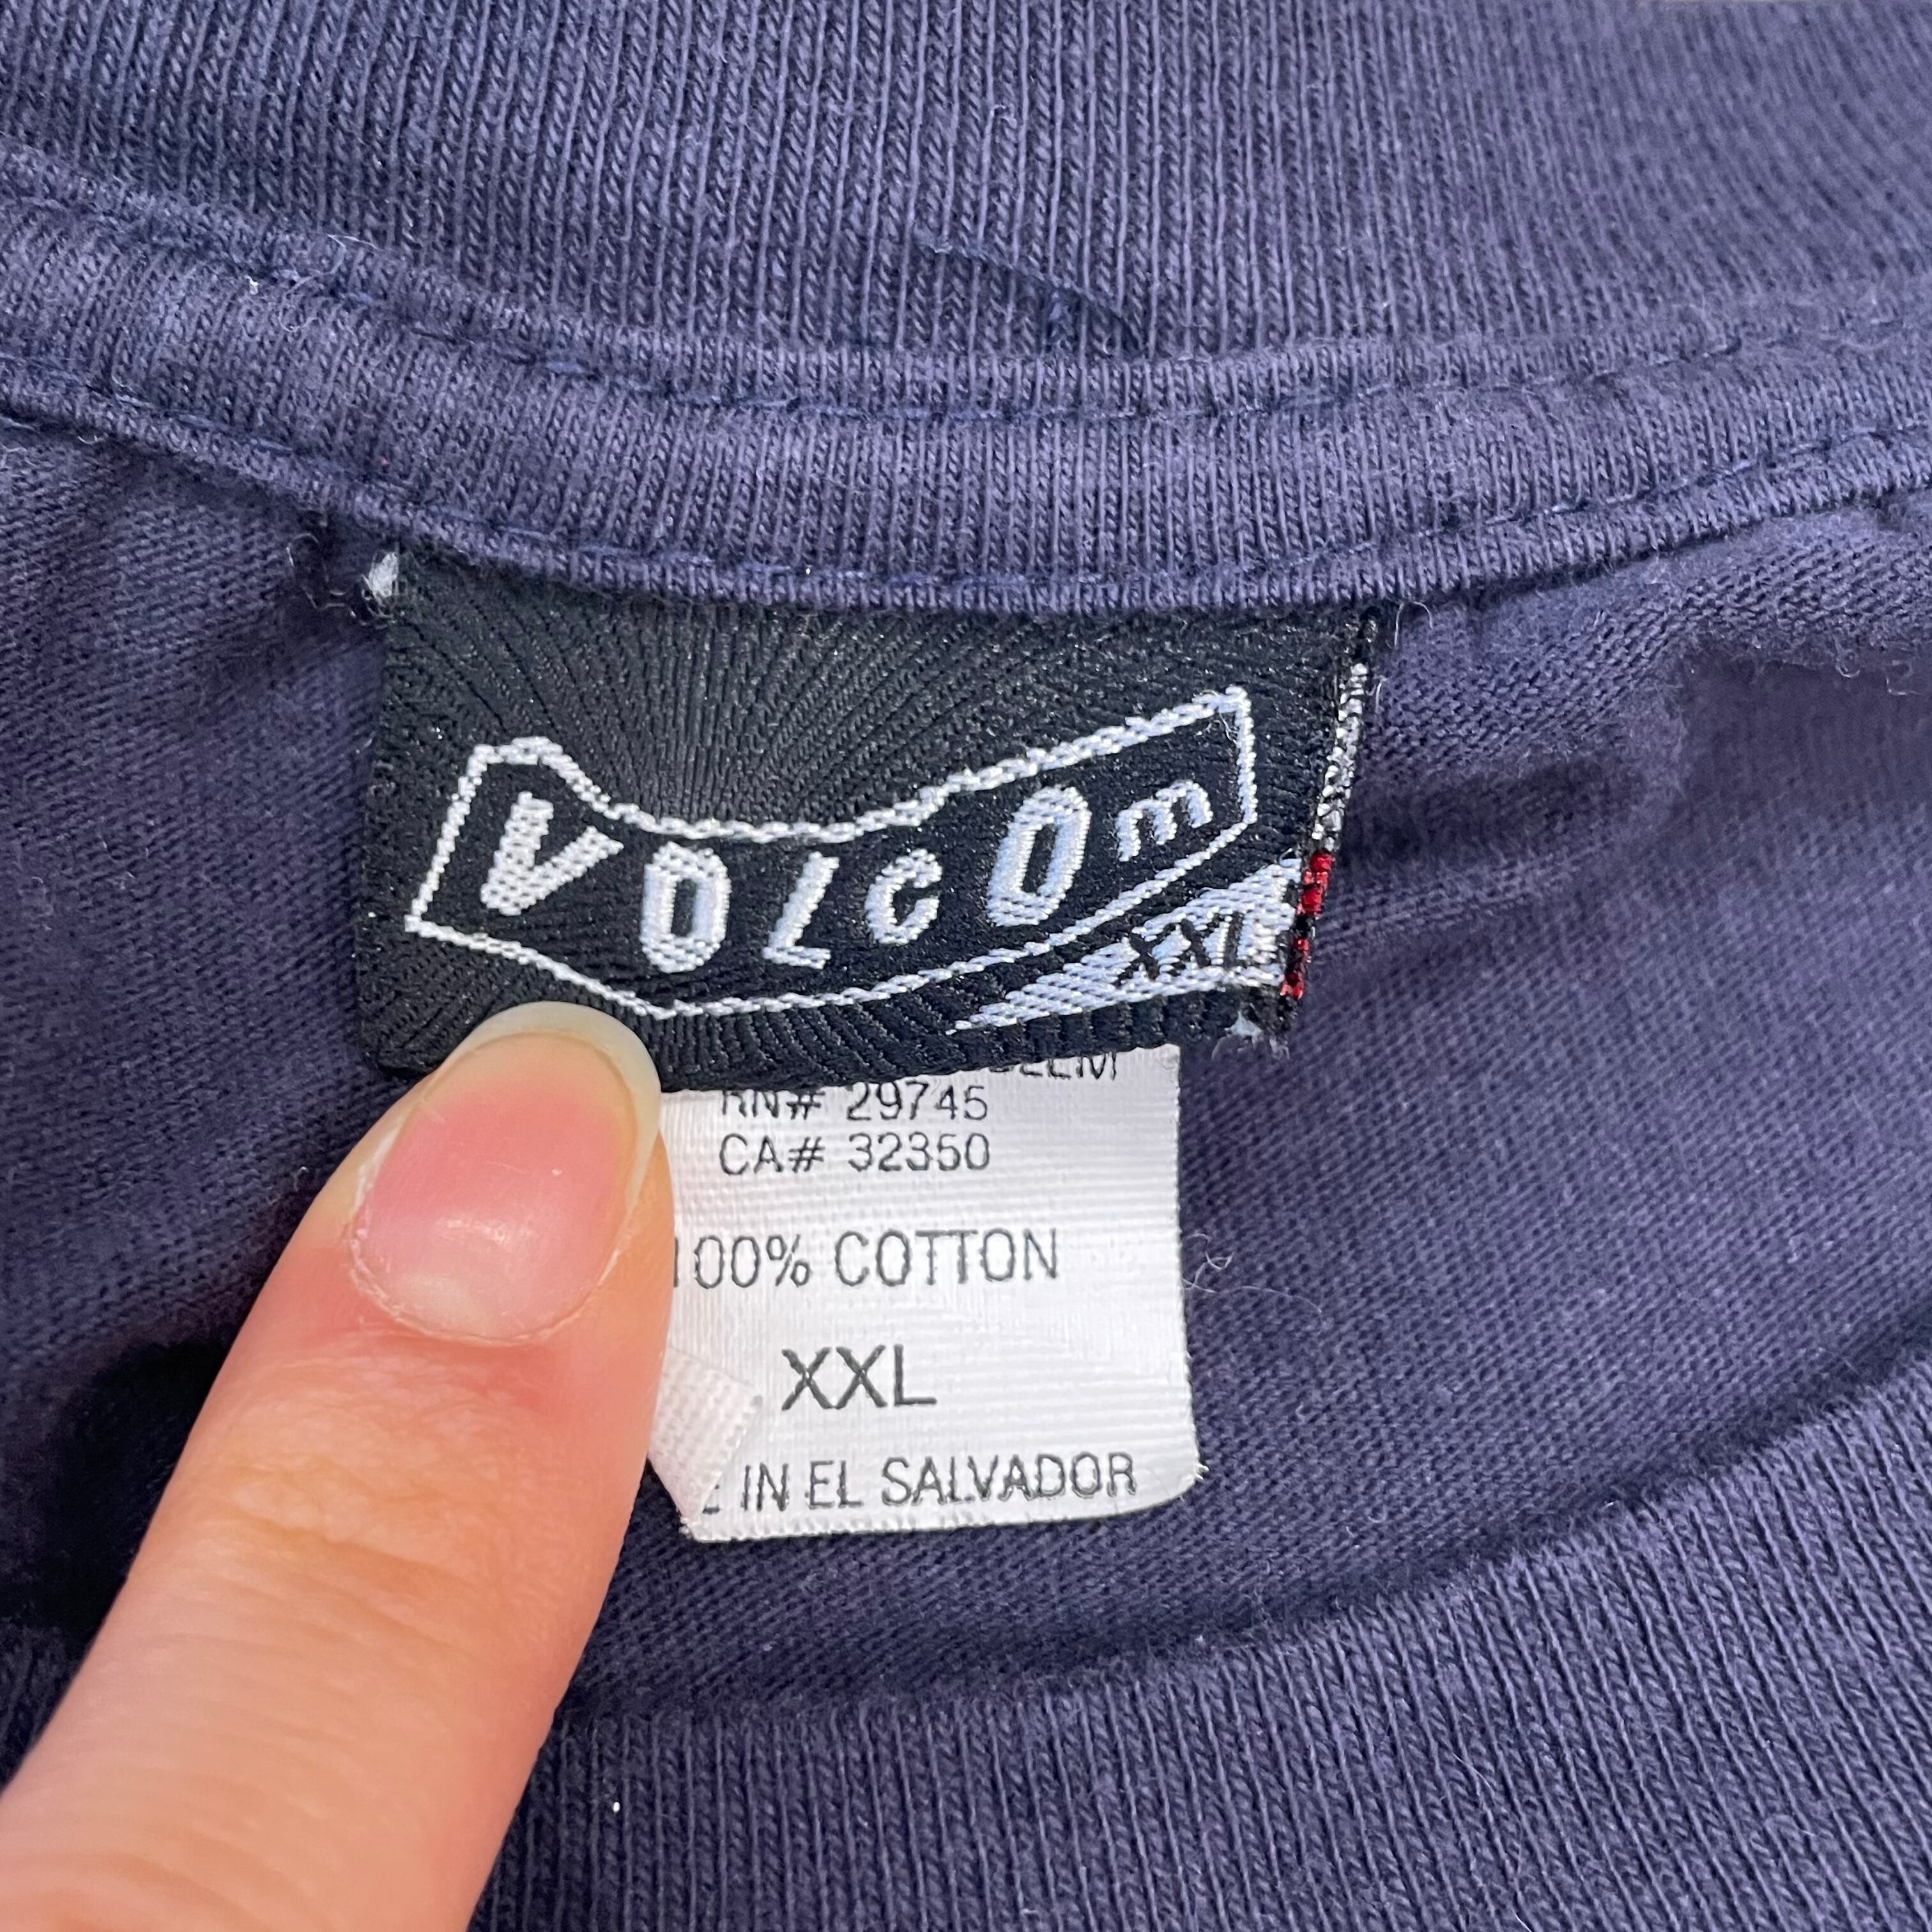 VOLCOm
XXL
RN# 29745
CA# 32350
100% COTTON
XXL
IN EL SALVADOR